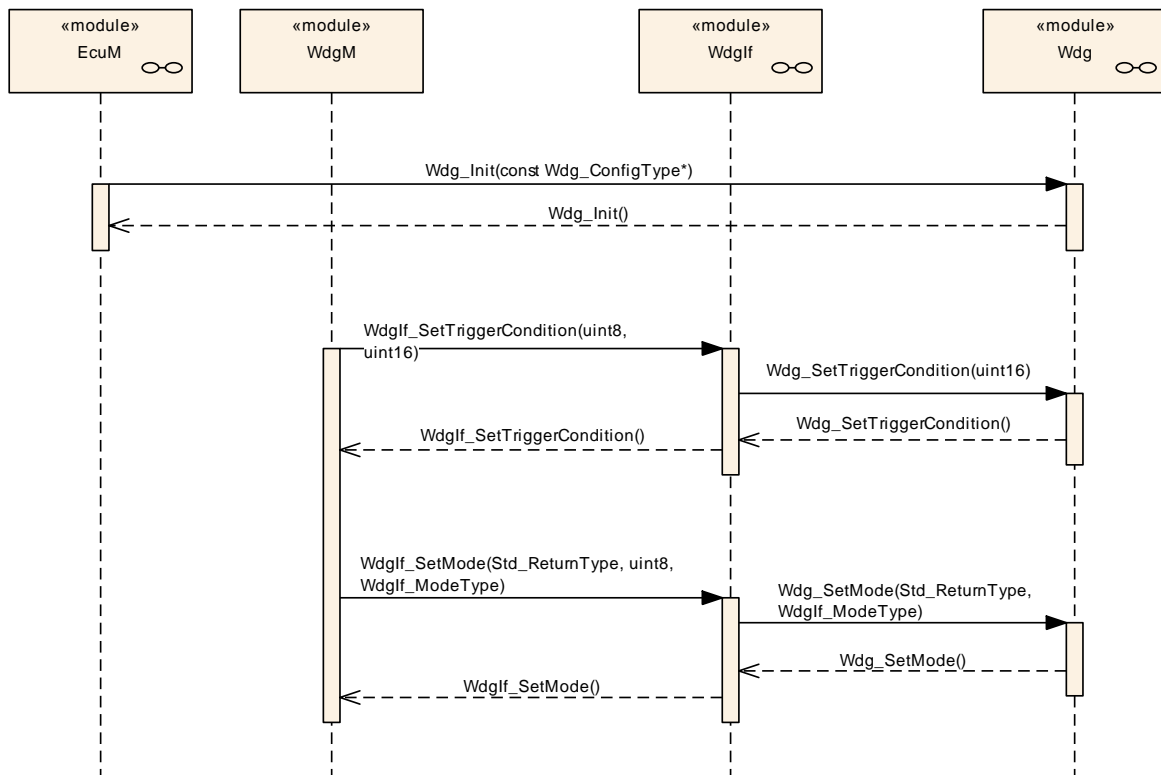 «module»
EcuM
«module»
WdgM
«module»
WdgIf
«module»
Wdg
Wdg_Init(const Wdg_ConfigType*)
Wdg_Init()
WdgIf_SetTriggerCondition(uint8,
uint16)
Wdg_SetTriggerCondition(uint16)
Wdg_SetTriggerCondition()
WdgIf_SetTriggerCondition()
WdgIf_SetMode(Std_ReturnType, uint8,
WdgIf_ModeType)
Wdg_SetMode(Std_ReturnType,
WdgIf_ModeType)
Wdg_SetMode()
WdgIf_SetMode()